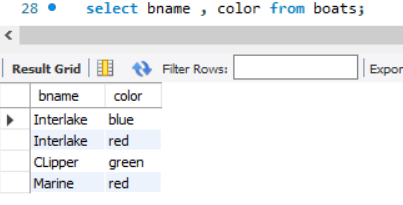 28 select bname , color from boats;
Result Grid Filter Rows: Expor
bname color
Interlake blue
Interlake red
CLipper green
Marine red